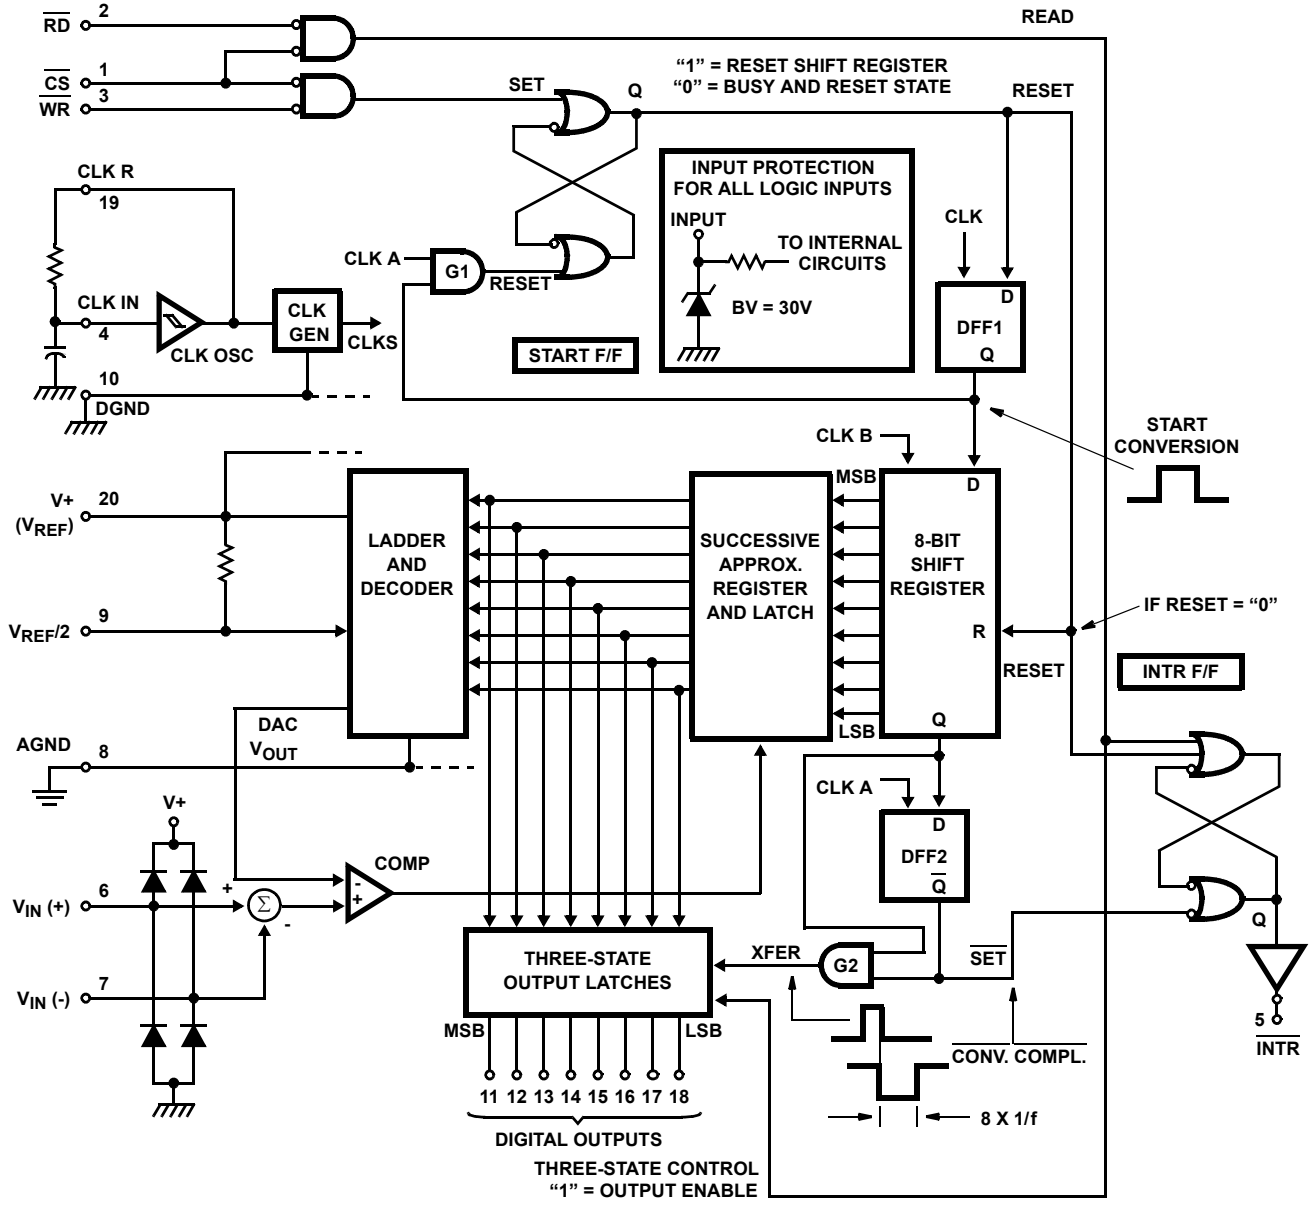 2
RD
READ
1
CS
3
WR
SET
Q
“1” = RESET SHIFT REGISTER
“0” = BUSY AND RESET STATE
RESET
CLK R
19
INPUT PROTECTION
FOR ALL LOGIC INPUTS
INPUT
TO INTERNAL
CIRCUITS
BV = 30V
CLK
CLK A
G1
RESET
CLK IN
4
CLK OSC
CLK
GEN
CLKS
START F/F
D
DFF1
Q
10
DGND
START
CONVERSION
CLK B
V+
(VREF)
20
LADDER
AND
DECODER
MSB
SUCCESSIVE
APPROX.
REGISTER
AND LATCH
D
8-BIT
SHIFT
REGISTER
R
Q
LSB
9
VREF/2
IF RESET = “0”
RESET
INTR F/F
AGND
8
DAC
VOUT
V+
CLK A
D
DFF2
Q
COMP
-
+
6
VIN (+)
+
Σ
-
7
VIN (-)
THREE-STATE
OUTPUT LATCHES
XFER
G2
SET
Q
MSB
LSB
5
INTR
CONV. COMPL.
11 12 13 14 15 16 17 18
8 X 1/f
DIGITAL OUTPUTS
THREE-STATE CONTROL
“1” = OUTPUT ENABLE